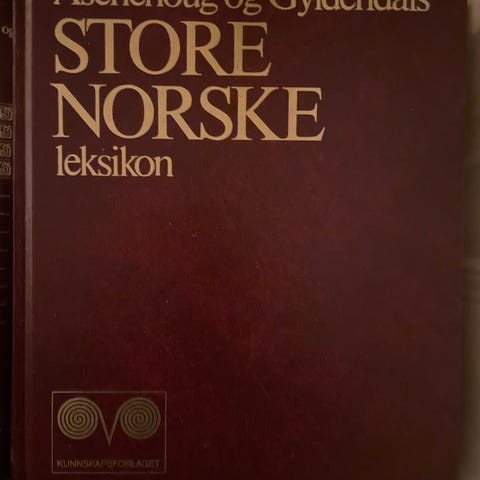 Aschehoug og Gyldendals
STORE
NORSKE
leksikon
KUNNSKAPSFORLAGET